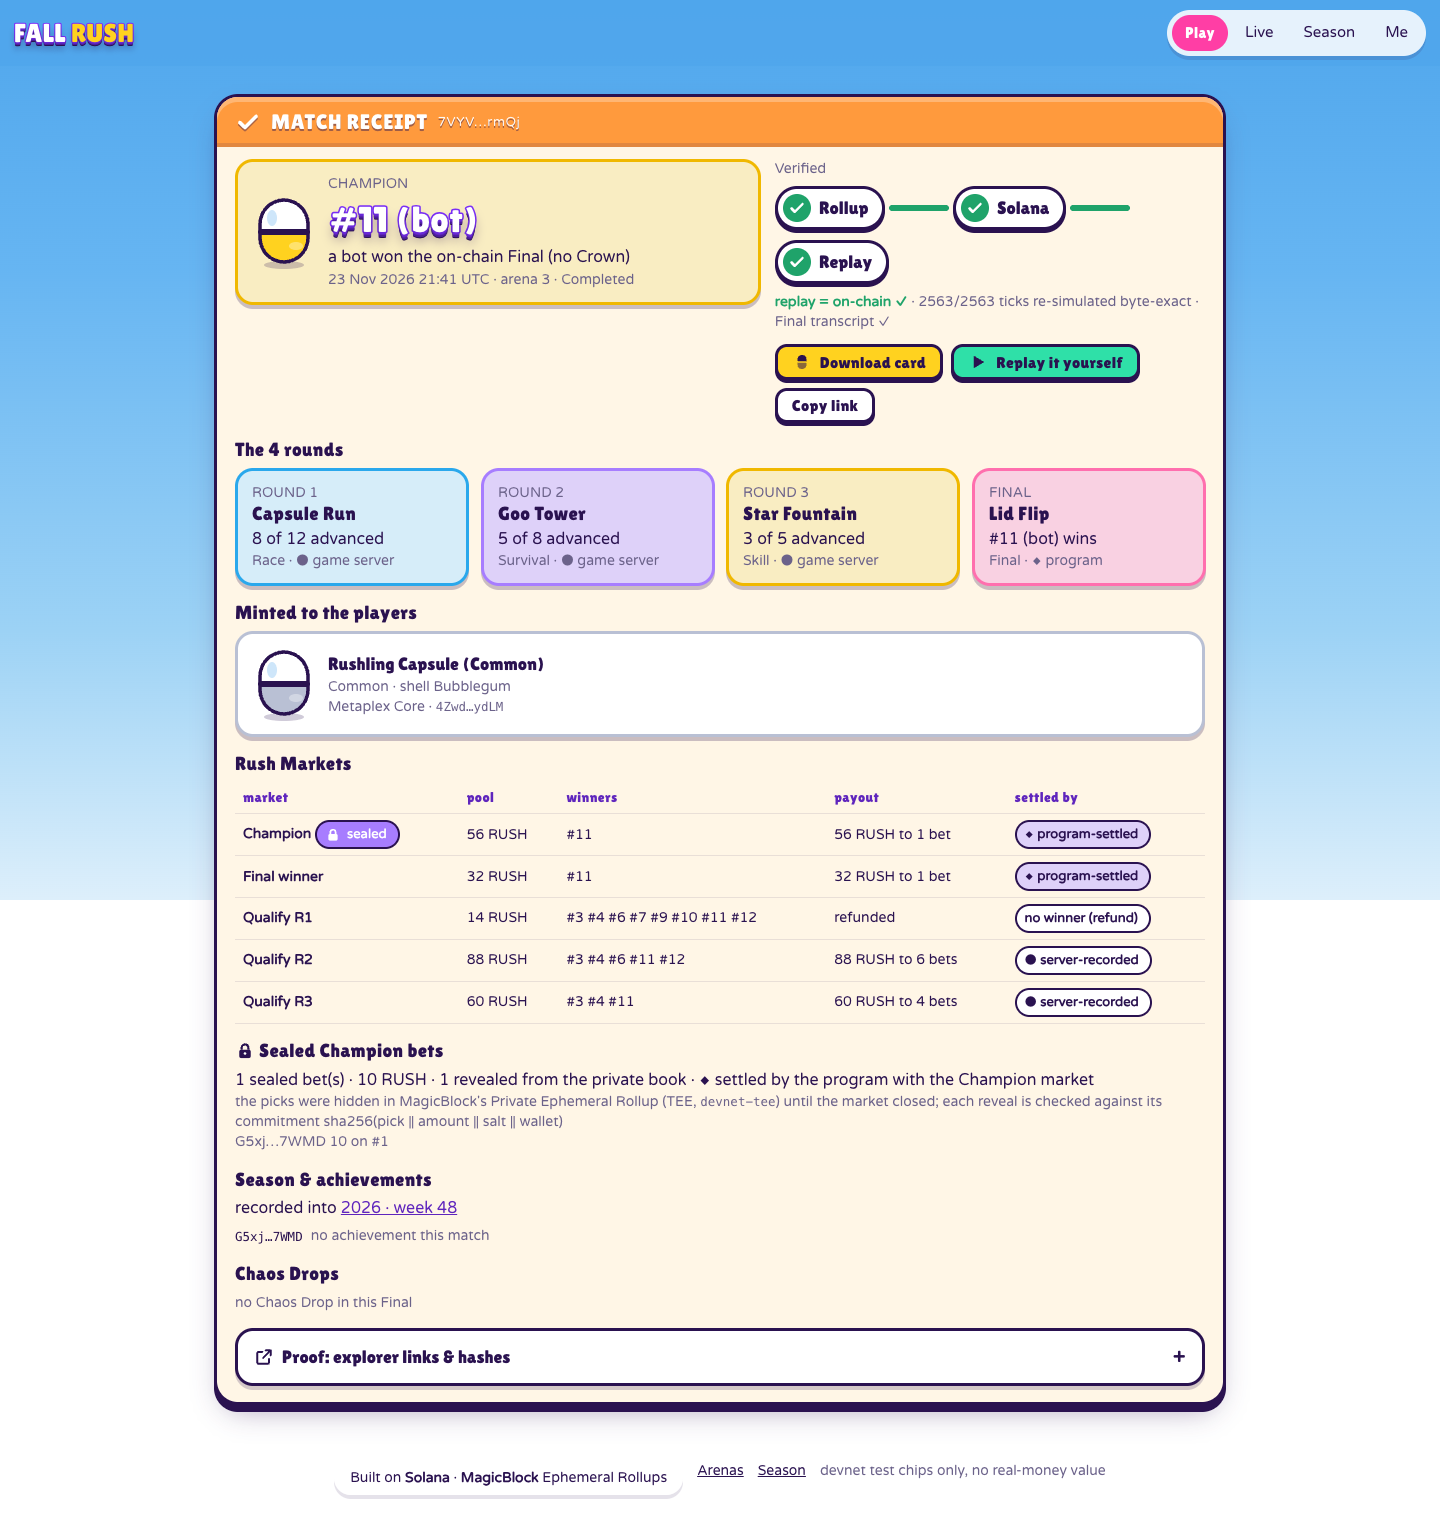 FALL RUSH
Play Live Season Me
MATCH RECEIPT 7VYV...rmQj
CHAMPION
#11 (bot)
a bot won the on-chain Final (no Crown)
23 Nov 2026 21:41 UTC · arena 3 · Completed
Verified
Rollup Solana
Replay
replay = on-chain ✓ · 2563/2563 ticks re-simulated byte-exact ·
Final transcript ✓
Download card Replay it yourself
Copy link
The 4 rounds
ROUND 1
Capsule Run
8 of 12 advanced
Race · ● game server
ROUND 2
Goo Tower
5 of 8 advanced
Survival · ● game server
ROUND 3
Star Fountain
3 of 5 advanced
Skill · ● game server
FINAL
Lid Flip
#11 (bot) wins
Final · ◆ program
Minted to the players
Rushling Capsule (Common)
Common · shell Bubblegum
Metaplex Core · 4Zwd…ydLM
Rush Markets
market pool winners payout settled by
Champion sealed 56 RUSH #11 56 RUSH to 1 bet ◆ program-settled
Final winner 32 RUSH #11 32 RUSH to 1 bet ◆ program-settled
Qualify R1 14 RUSH #3 #4 #6 #7 #9 #10 #11 #12 refunded no winner (refund)
Qualify R2 88 RUSH #3 #4 #6 #11 #12 88 RUSH to 6 bets ● server-recorded
Qualify R3 60 RUSH #3 #4 #11 60 RUSH to 4 bets ● server-recorded
Sealed Champion bets
1 sealed bet(s) · 10 RUSH · 1 revealed from the private book · ◆ settled by the program with the Champion market
the picks were hidden in MagicBlock's Private Ephemeral Rollup (TEE, devnet-tee) until the market closed; each reveal is checked against its
commitment sha256(pick || amount || salt || wallet)
G5xj...7WMD 10 on #1
Season & achievements
recorded into 2026 · week 48
G5xj…7WMD no achievement this match
Chaos Drops
no Chaos Drop in this Final
Proof: explorer links & hashes +
Built on Solana · MagicBlock Ephemeral Rollups Arenas Season devnet test chips only, no real-money value